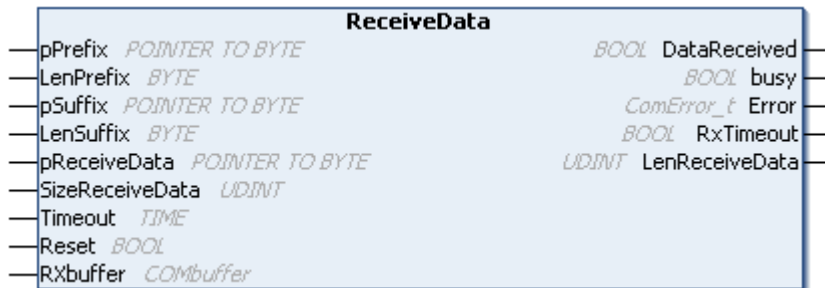 ReceiveData
pPrefix POINTER TO BYTE BOOL DataReceived
LenPrefix BYTE BOOL busy
pSuffix POINTER TO BYTE ComError_t Error
LenSuffix BYTE BOOL RxTimeout
pReceiveData POINTER TO BYTE UDINT LenReceiveData
SizeReceiveData UDINT
Timeout TIME
Reset BOOL
RXbuffer COMbuffer